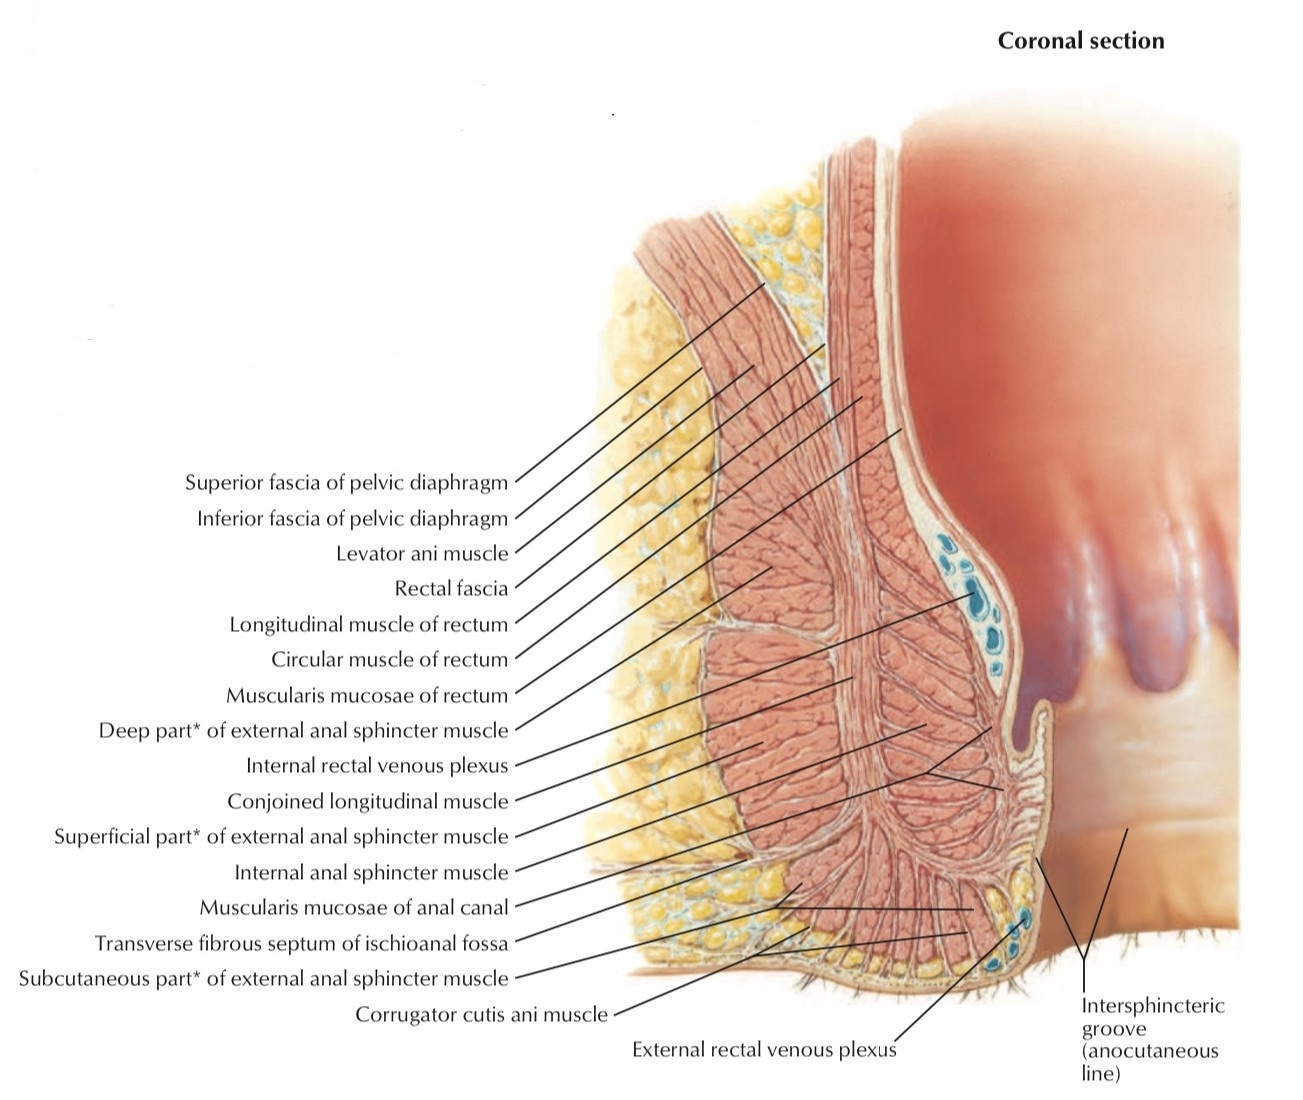 Coronal section
Superior fascia of pelvic diaphragm
Inferior fascia of pelvic diaphragm
Levator ani muscle
Rectal fascia
Longitudinal muscle of rectum
Circular muscle of rectum
Muscularis mucosae of rectum
Deep part* of external anal sphincter muscle
Internal rectal venous plexus
Conjoined longitudinal muscle
Superficial part* of external anal sphincter muscle
Internal anal sphincter muscle
Muscularis mucosae of anal canal
Transverse fibrous septum of ischioanal fossa
Subcutaneous part* of external anal sphincter muscle
Corrugator cutis ani muscle
External rectal venous plexus
Intersphincteric
groove
(anocutaneous
line)